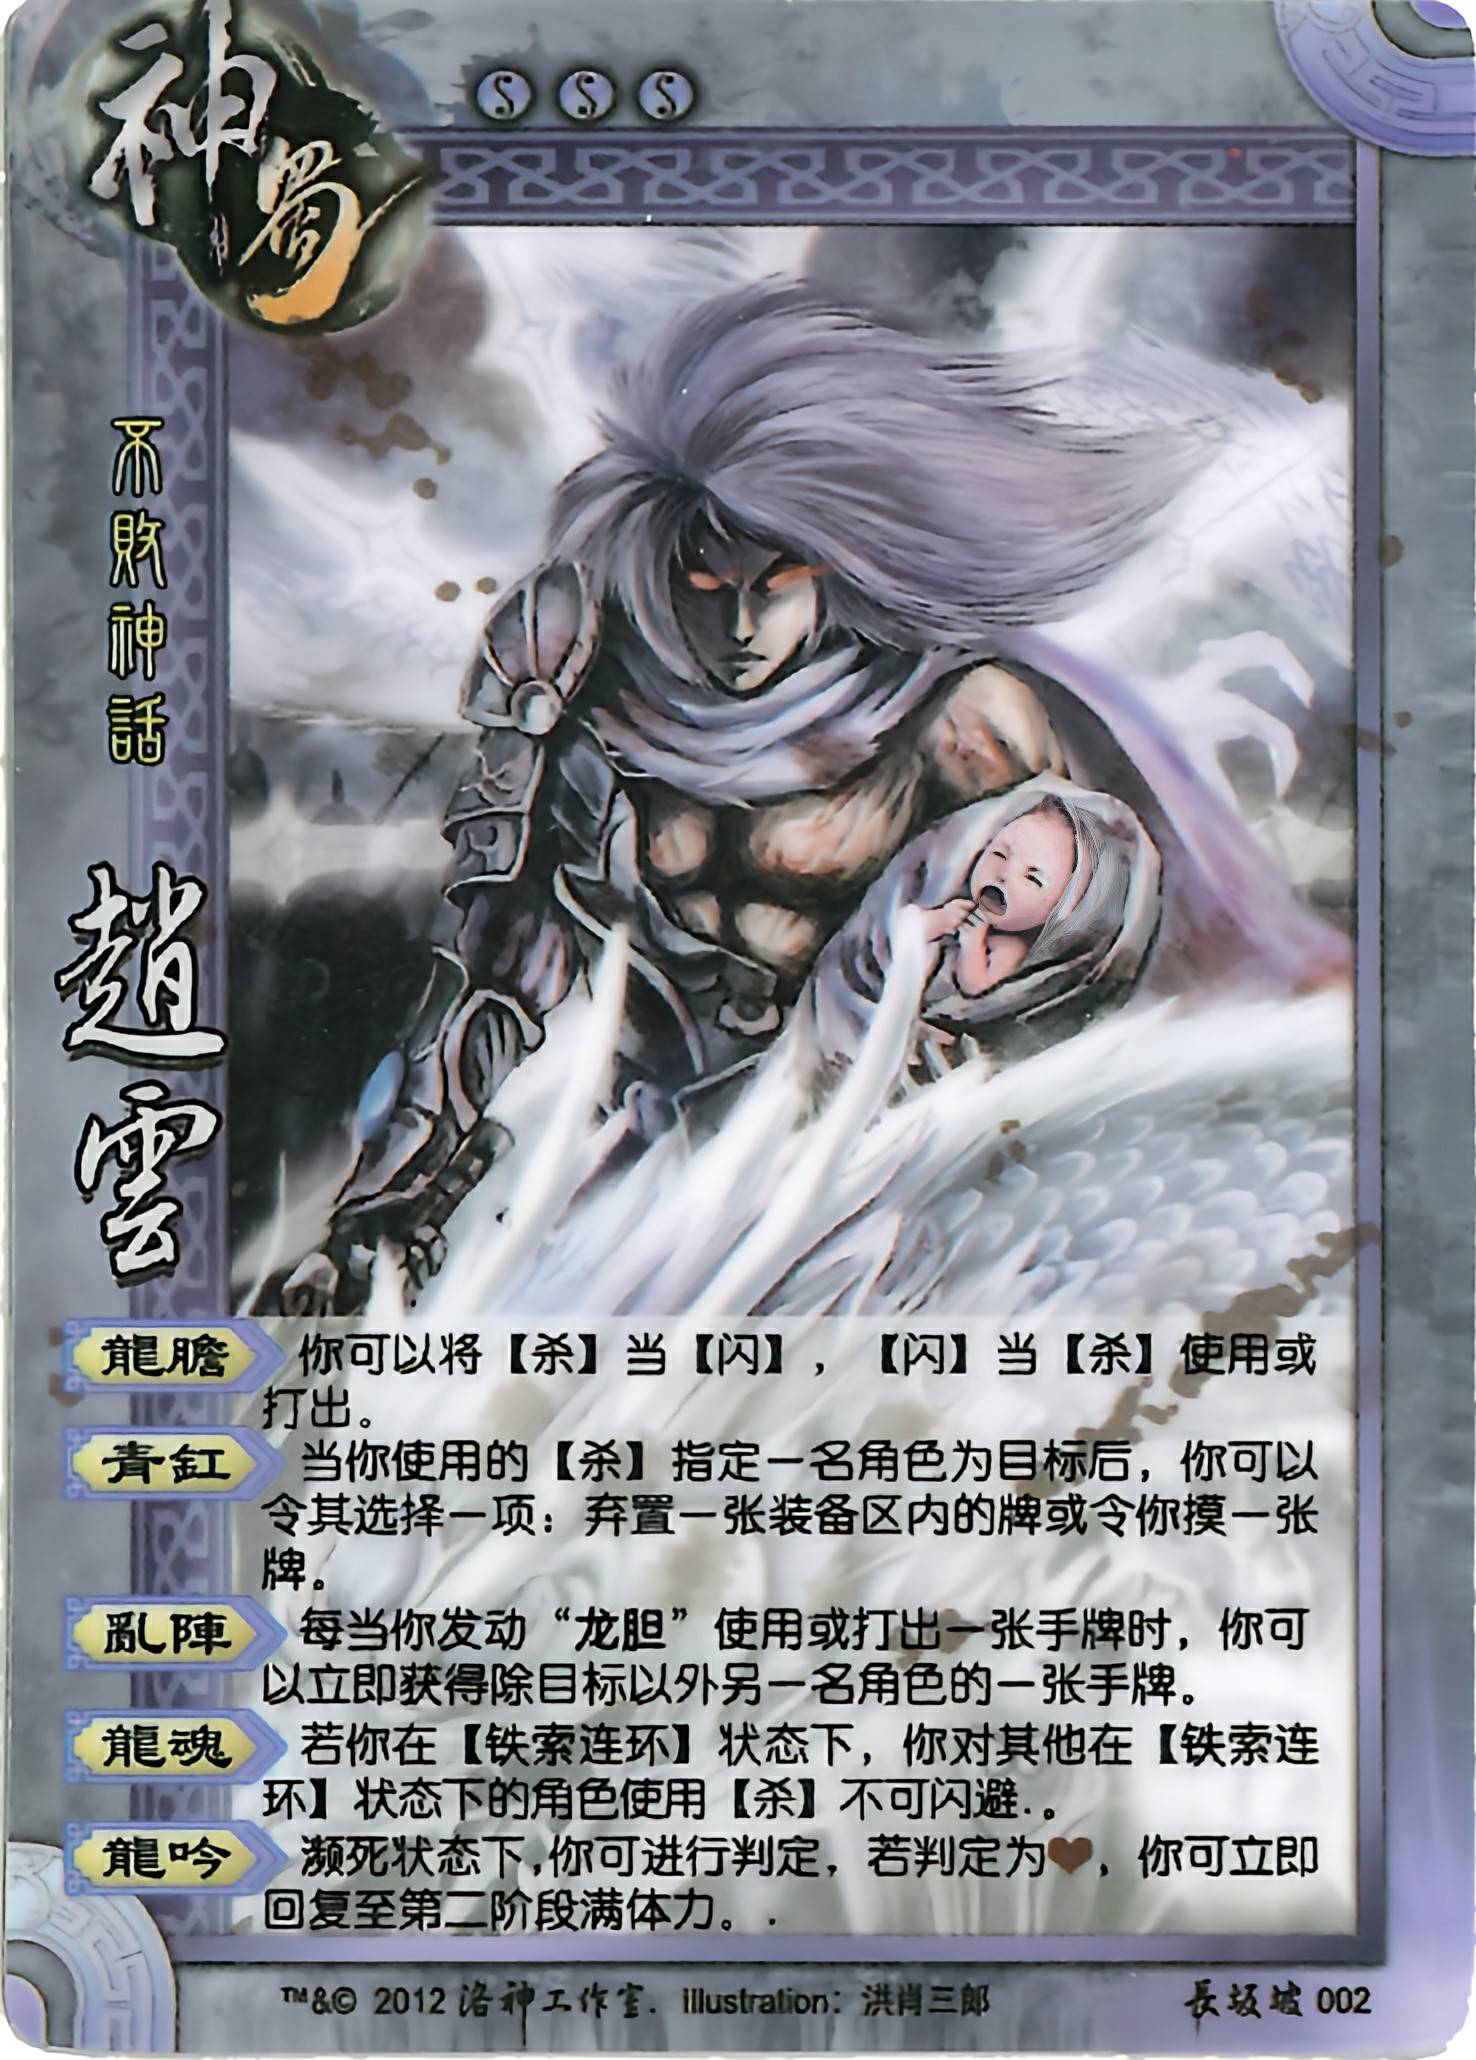 神
蜀
不敗神話
趙雲
龍膽 你可以将【杀】当【闪】，【闪】当【杀】使用或
打出。
青釭 当你使用的【杀】指定一名角色为目标后，你可以
令其选择一项：弃置一张装备区内的牌或令你摸一张
牌。
亂陣 每当你发动“龙胆”使用或打出一张手牌时，你可
以立即获得除目标以外另一名角色的一张手牌。
龍魂 若你在【铁索连环】状态下，你对其他在【铁索连
环】状态下的角色使用【杀】不可闪避.。
龍吟 濒死状态下,你可进行判定，若判定为♥，你可立即
回复至第二阶段满体力。.
™&© 2012 洛神工作室. Illustration: 洪肖三郎
長坂坡 002